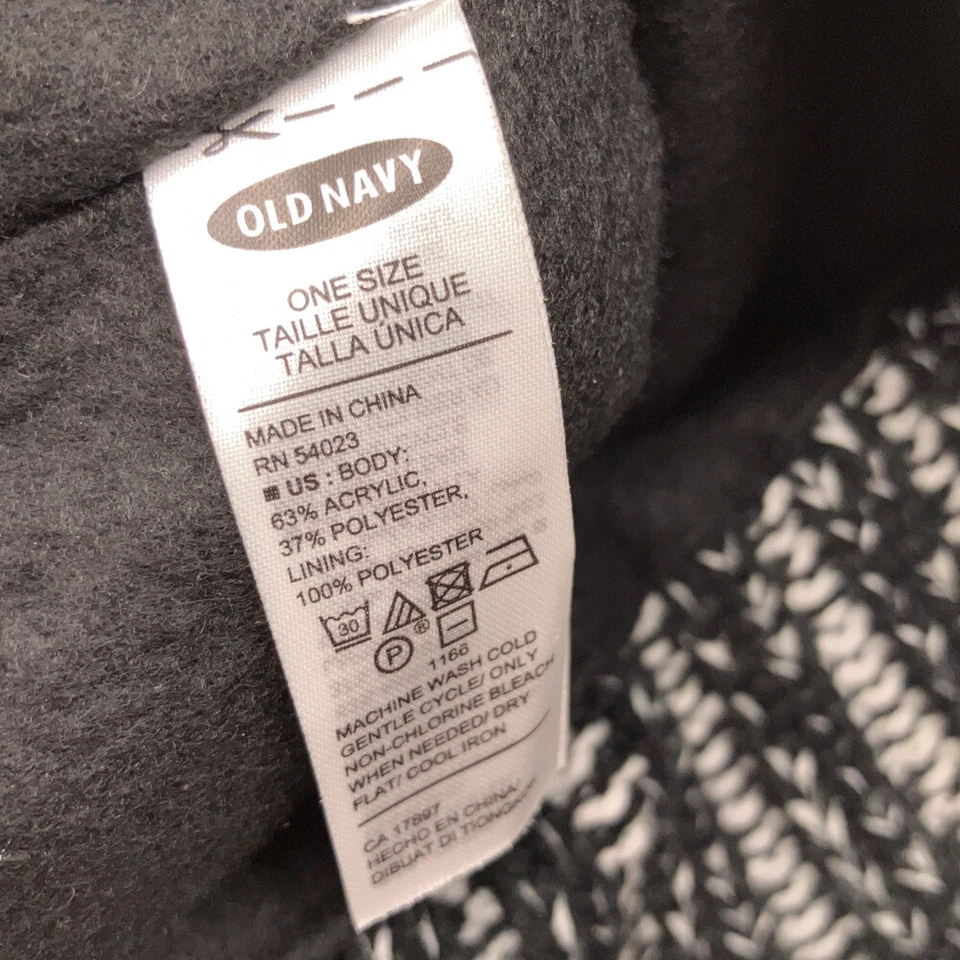 OLD NAVY
ONE SIZE
TAILLE UNIQUE
TALLA ÚNICA
MADE IN CHINA
RN 54023
US : BODY:
63% ACRYLIC,
37% POLYESTER,
LINING:
100% POLYESTER
30
P ®
1166
MACHINE WASH COLD
GENTLE CYCLE/ ONLY
NON-CHLORINE BLEACH
WHEN NEEDED/ DRY
FLAT/ COOL IRON
CA 17897
HECHO EN CHINA/
DIBUAT DI